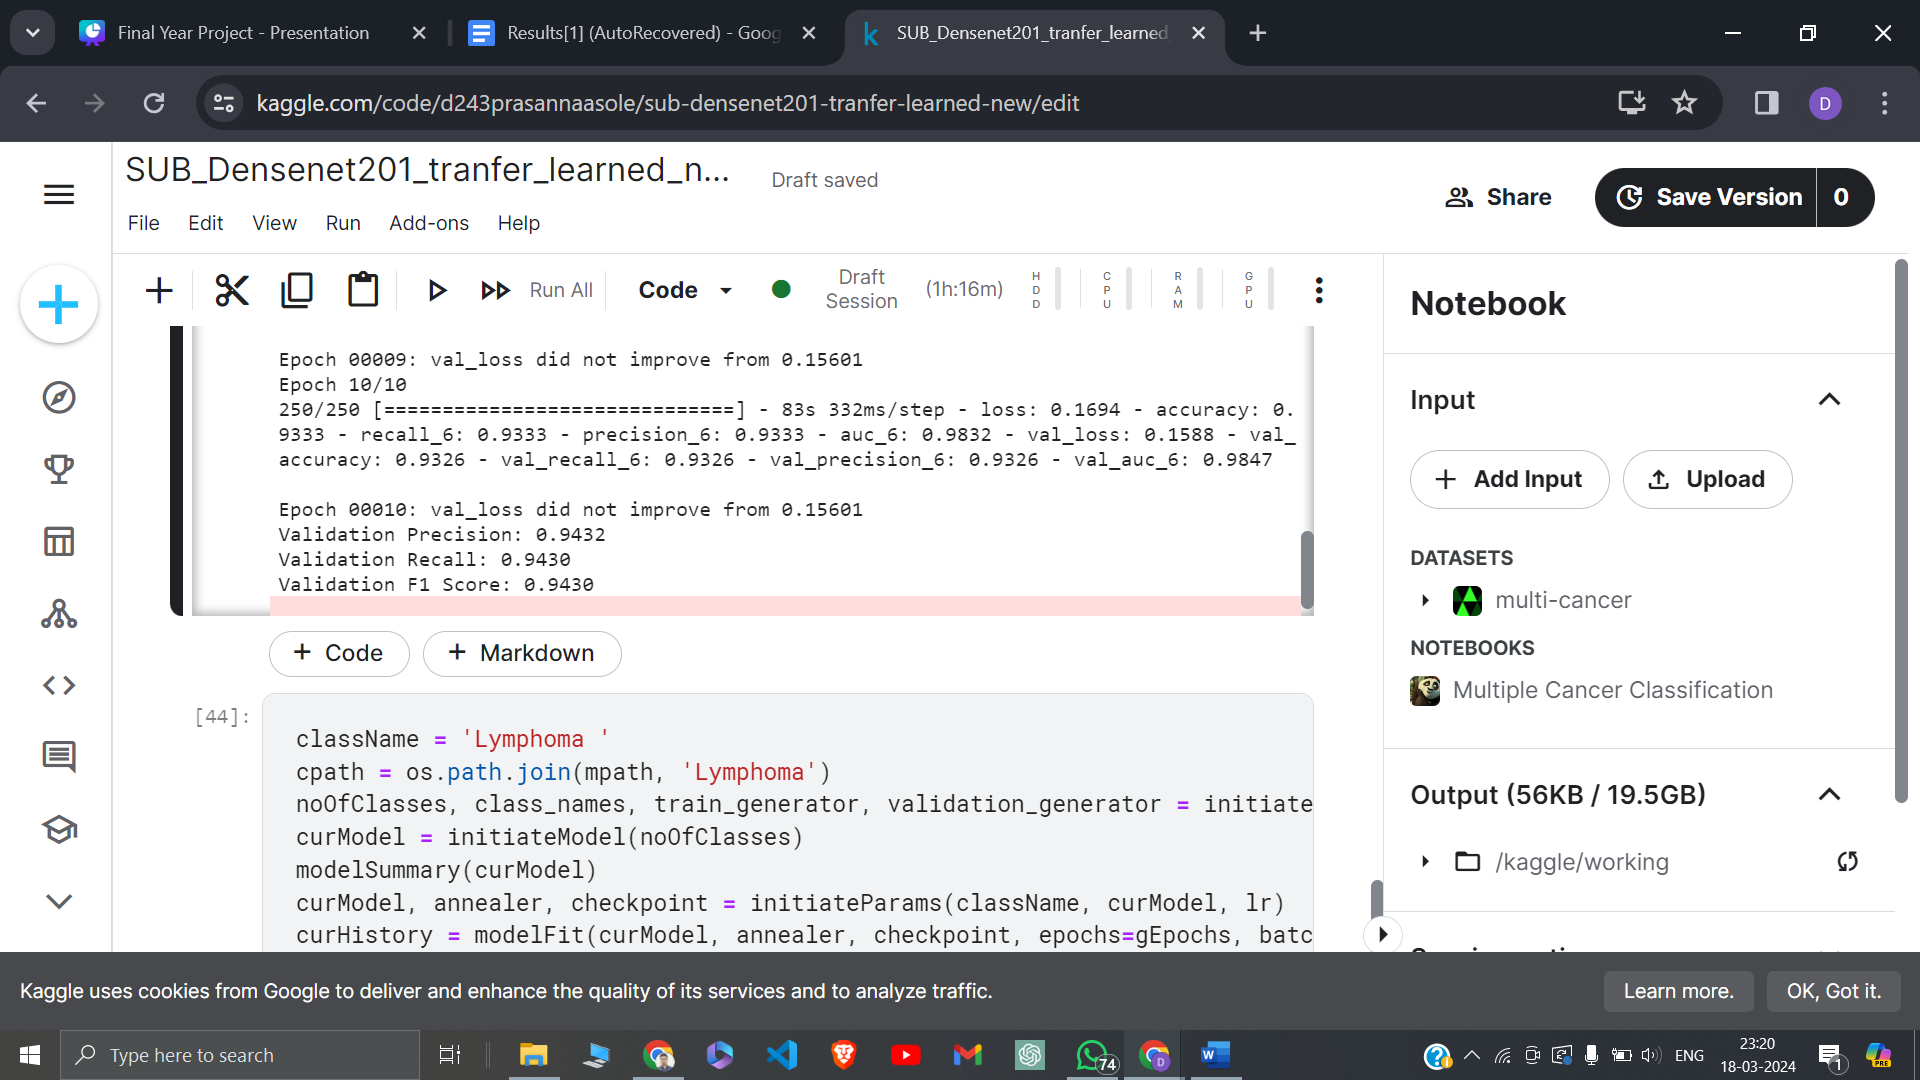 Final Year Project - Presentation
Results[1] (AutoRecovered) - Goog
SUB_Densenet201_tranfer_learned_
kaggle.com/code/d243prasannaasole/sub-densenet201-tranfer-learned-new/edit
D
SUB_Densenet201_tranfer_learned_n...
Draft saved
Share
Save Version
0
File Edit View Run Add-ons Help
Run All
Code
Draft
Session
(1h:16m)
HDD
CPU
RAM
GPU
Epoch 00009: val_loss did not improve from 0.15601
Epoch 10/10
250/250 [==============================] - 83s 332ms/step - loss: 0.1694 - accuracy: 0.
9333 - recall_6: 0.9333 - precision_6: 0.9333 - auc_6: 0.9832 - val_loss: 0.1588 - val_
accuracy: 0.9326 - val_recall_6: 0.9326 - val_precision_6: 0.9326 - val_auc_6: 0.9847
Epoch 00010: val_loss did not improve from 0.15601
Validation Precision: 0.9432
Validation Recall: 0.9430
Validation F1 Score: 0.9430
+ Code
+ Markdown
[44]:
className = 'Lymphoma '
cpath = os.path.join(mpath, 'Lymphoma')
noOfClasses, class_names, train_generator, validation_generator = initiate
curModel = initiateModel(noOfClasses)
modelSummary(curModel)
curModel, annealer, checkpoint = initiateParams(className, curModel, lr)
curHistory = modelFit(curModel, annealer, checkpoint, epochs=gEpochs, batc
Notebook
Input
+ Add Input
Upload
DATASETS
multi-cancer
NOTEBOOKS
Multiple Cancer Classification
Output (56KB / 19.5GB)
/kaggle/working
Kaggle uses cookies from Google to deliver and enhance the quality of its services and to analyze traffic.
Learn more.
OK, Got it.
Type here to search
74
D
ENG
23:20
18-03-2024
1
PRE